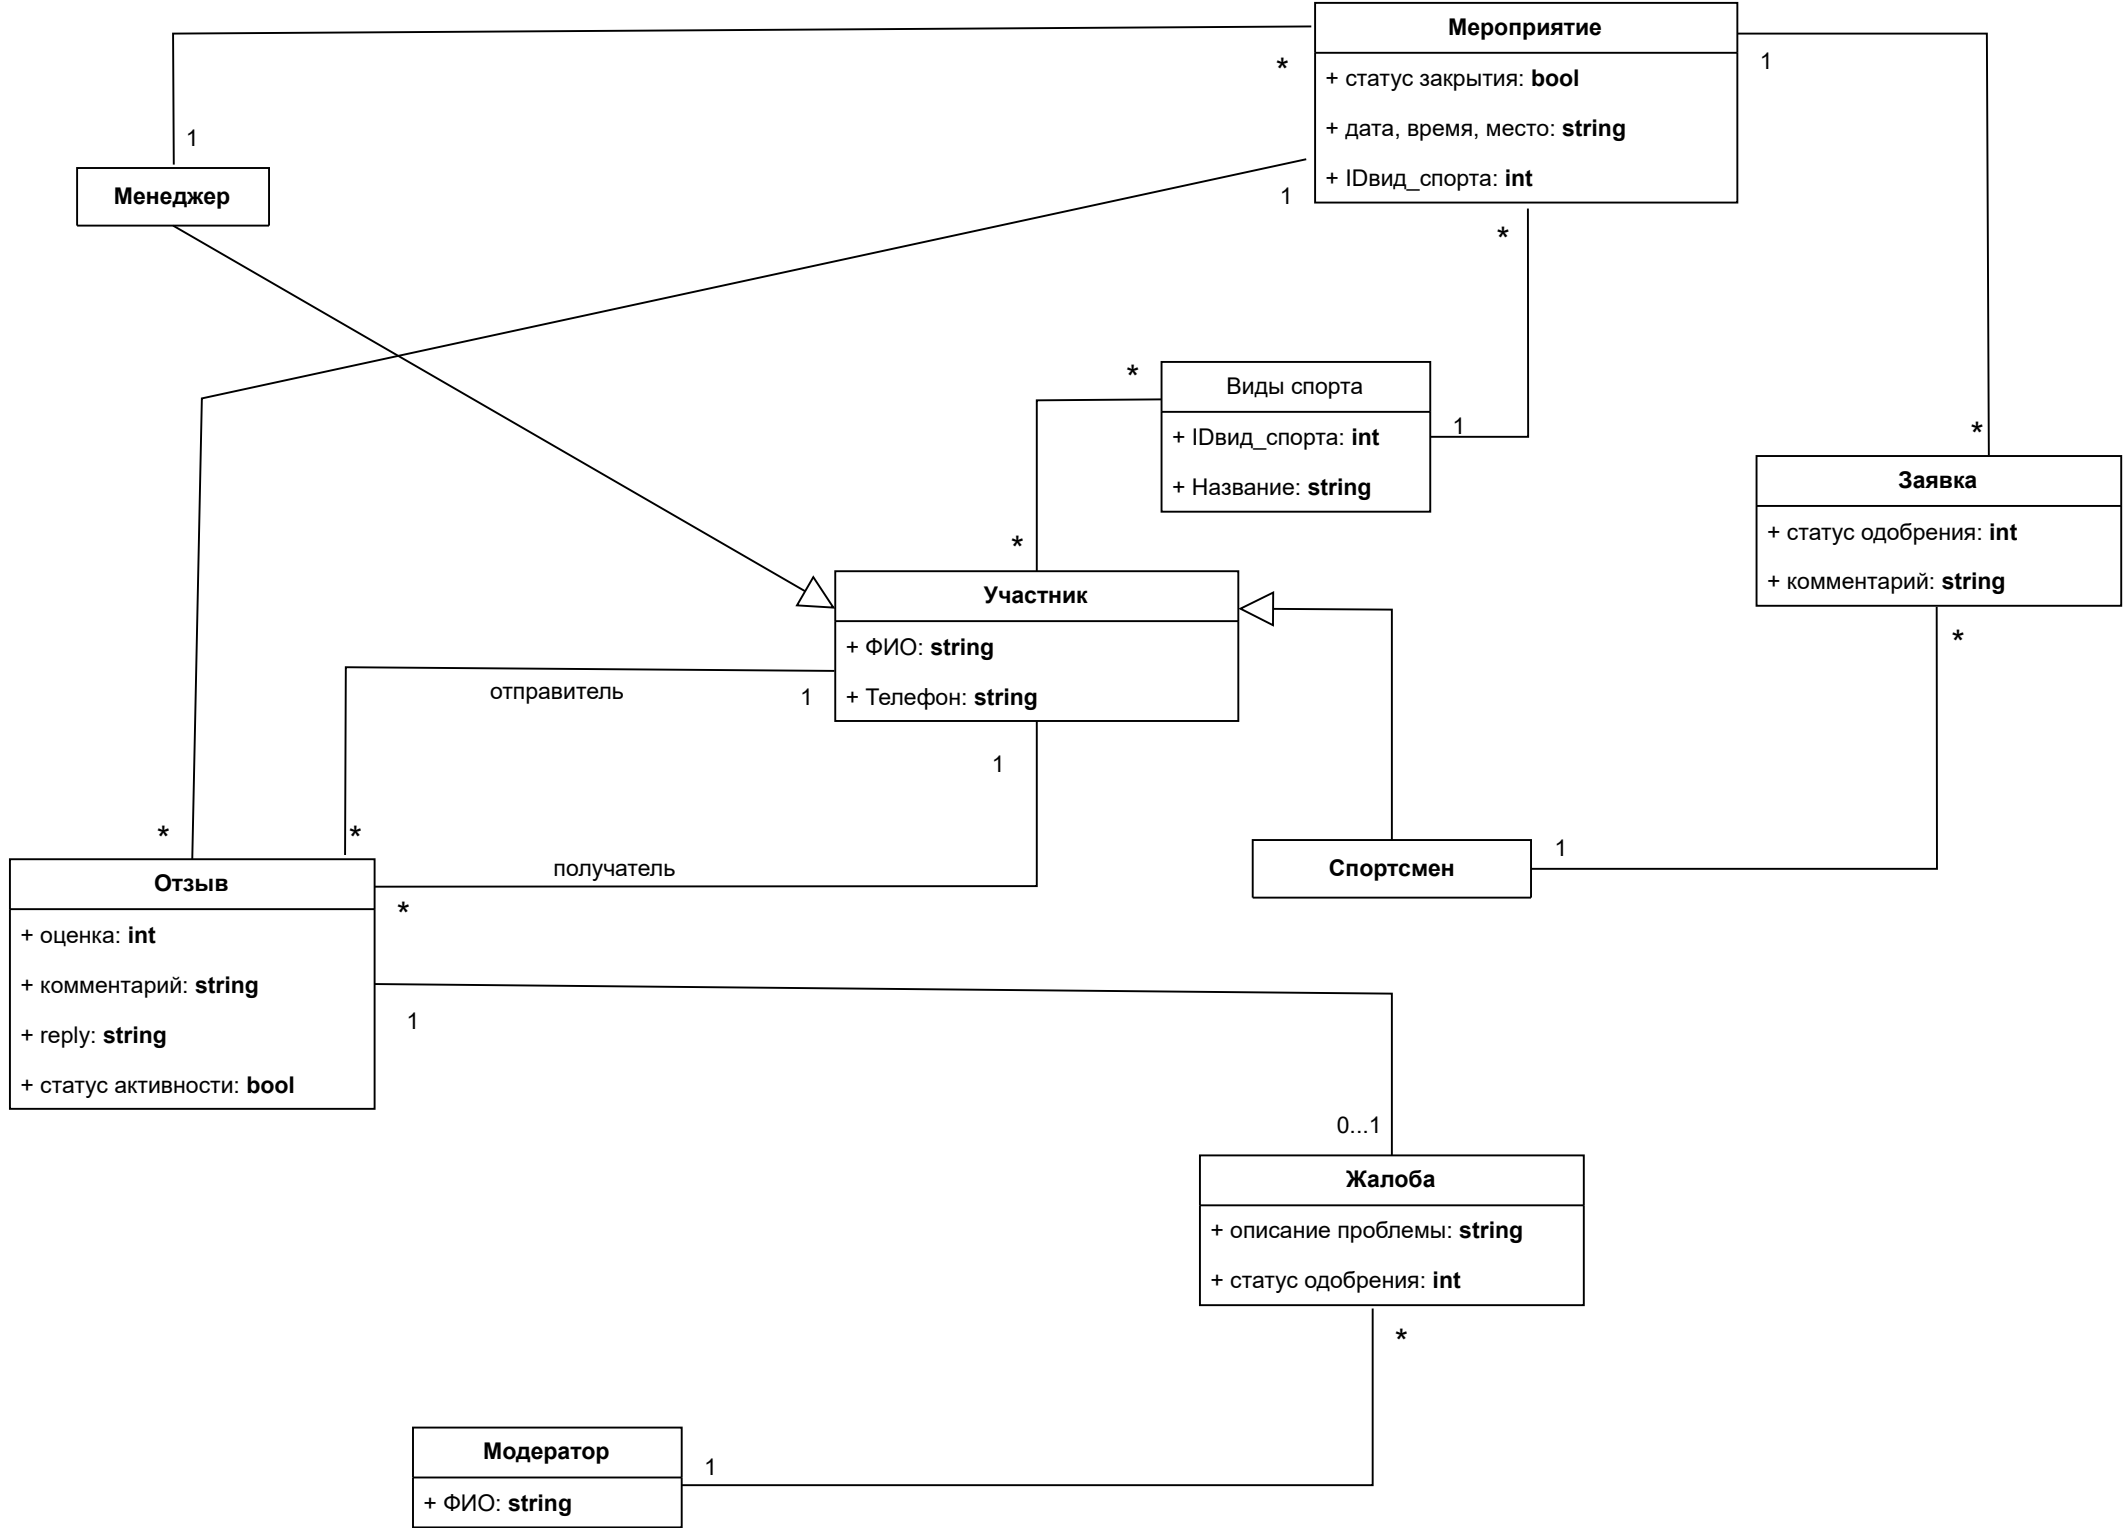 Мероприятие
+ статус закрытия: bool
+ дата, время, место: string
+ IDвид_спорта: int
*
1
1
Менеджер
1
*
Виды спорта
+ IDвид_спорта: int
+ Название: string
*
1
*
*
Заявка
+ статус одобрения: int
+ комментарий: string
*
Участник
+ ФИО: string
+ Телефон: string
отправитель
1
1
*
*
получатель
*
Спортсмен
1
Отзыв
+ оценка: int
+ комментарий: string
+ reply: string
+ статус активности: bool
1
0...1
Жалоба
+ описание проблемы: string
+ статус одобрения: int
*
Модератор
+ ФИО: string
1